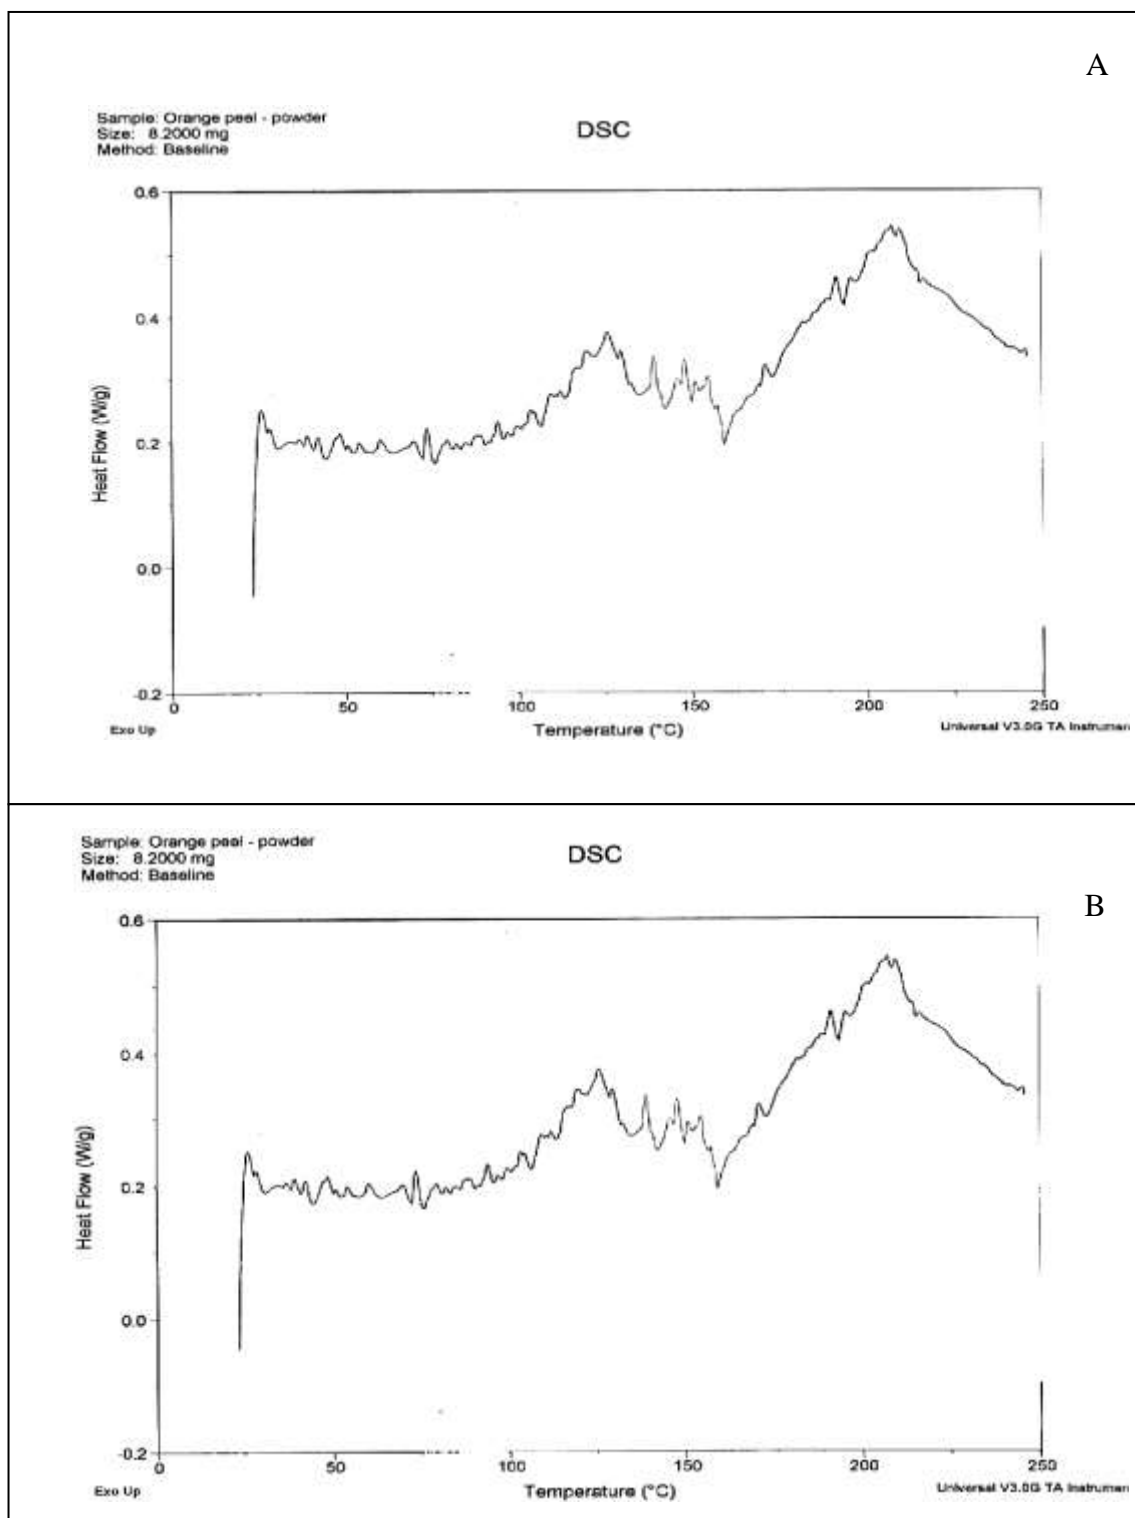 A
Sample: Orange peel - powder
Size: 8.2000 mg
Method: Baseline
DSC
0.6
0.4
0.2
0.0
-0.2
Heat Flow (W/g)
0 50 100 150 200 250
Exo Up
Temperature (°C)
Universal V3.0G TA Instrumen
Sample: Orange peel - powder
Size: 8.2000 mg
Method: Baseline
DSC
B
0.6
0.4
0.2
0.0
-0.2
Heat Flow (W/g)
0 50 100 150 200 250
Exo Up
Temperature (°C)
Universal V3.0G TA Instrumen